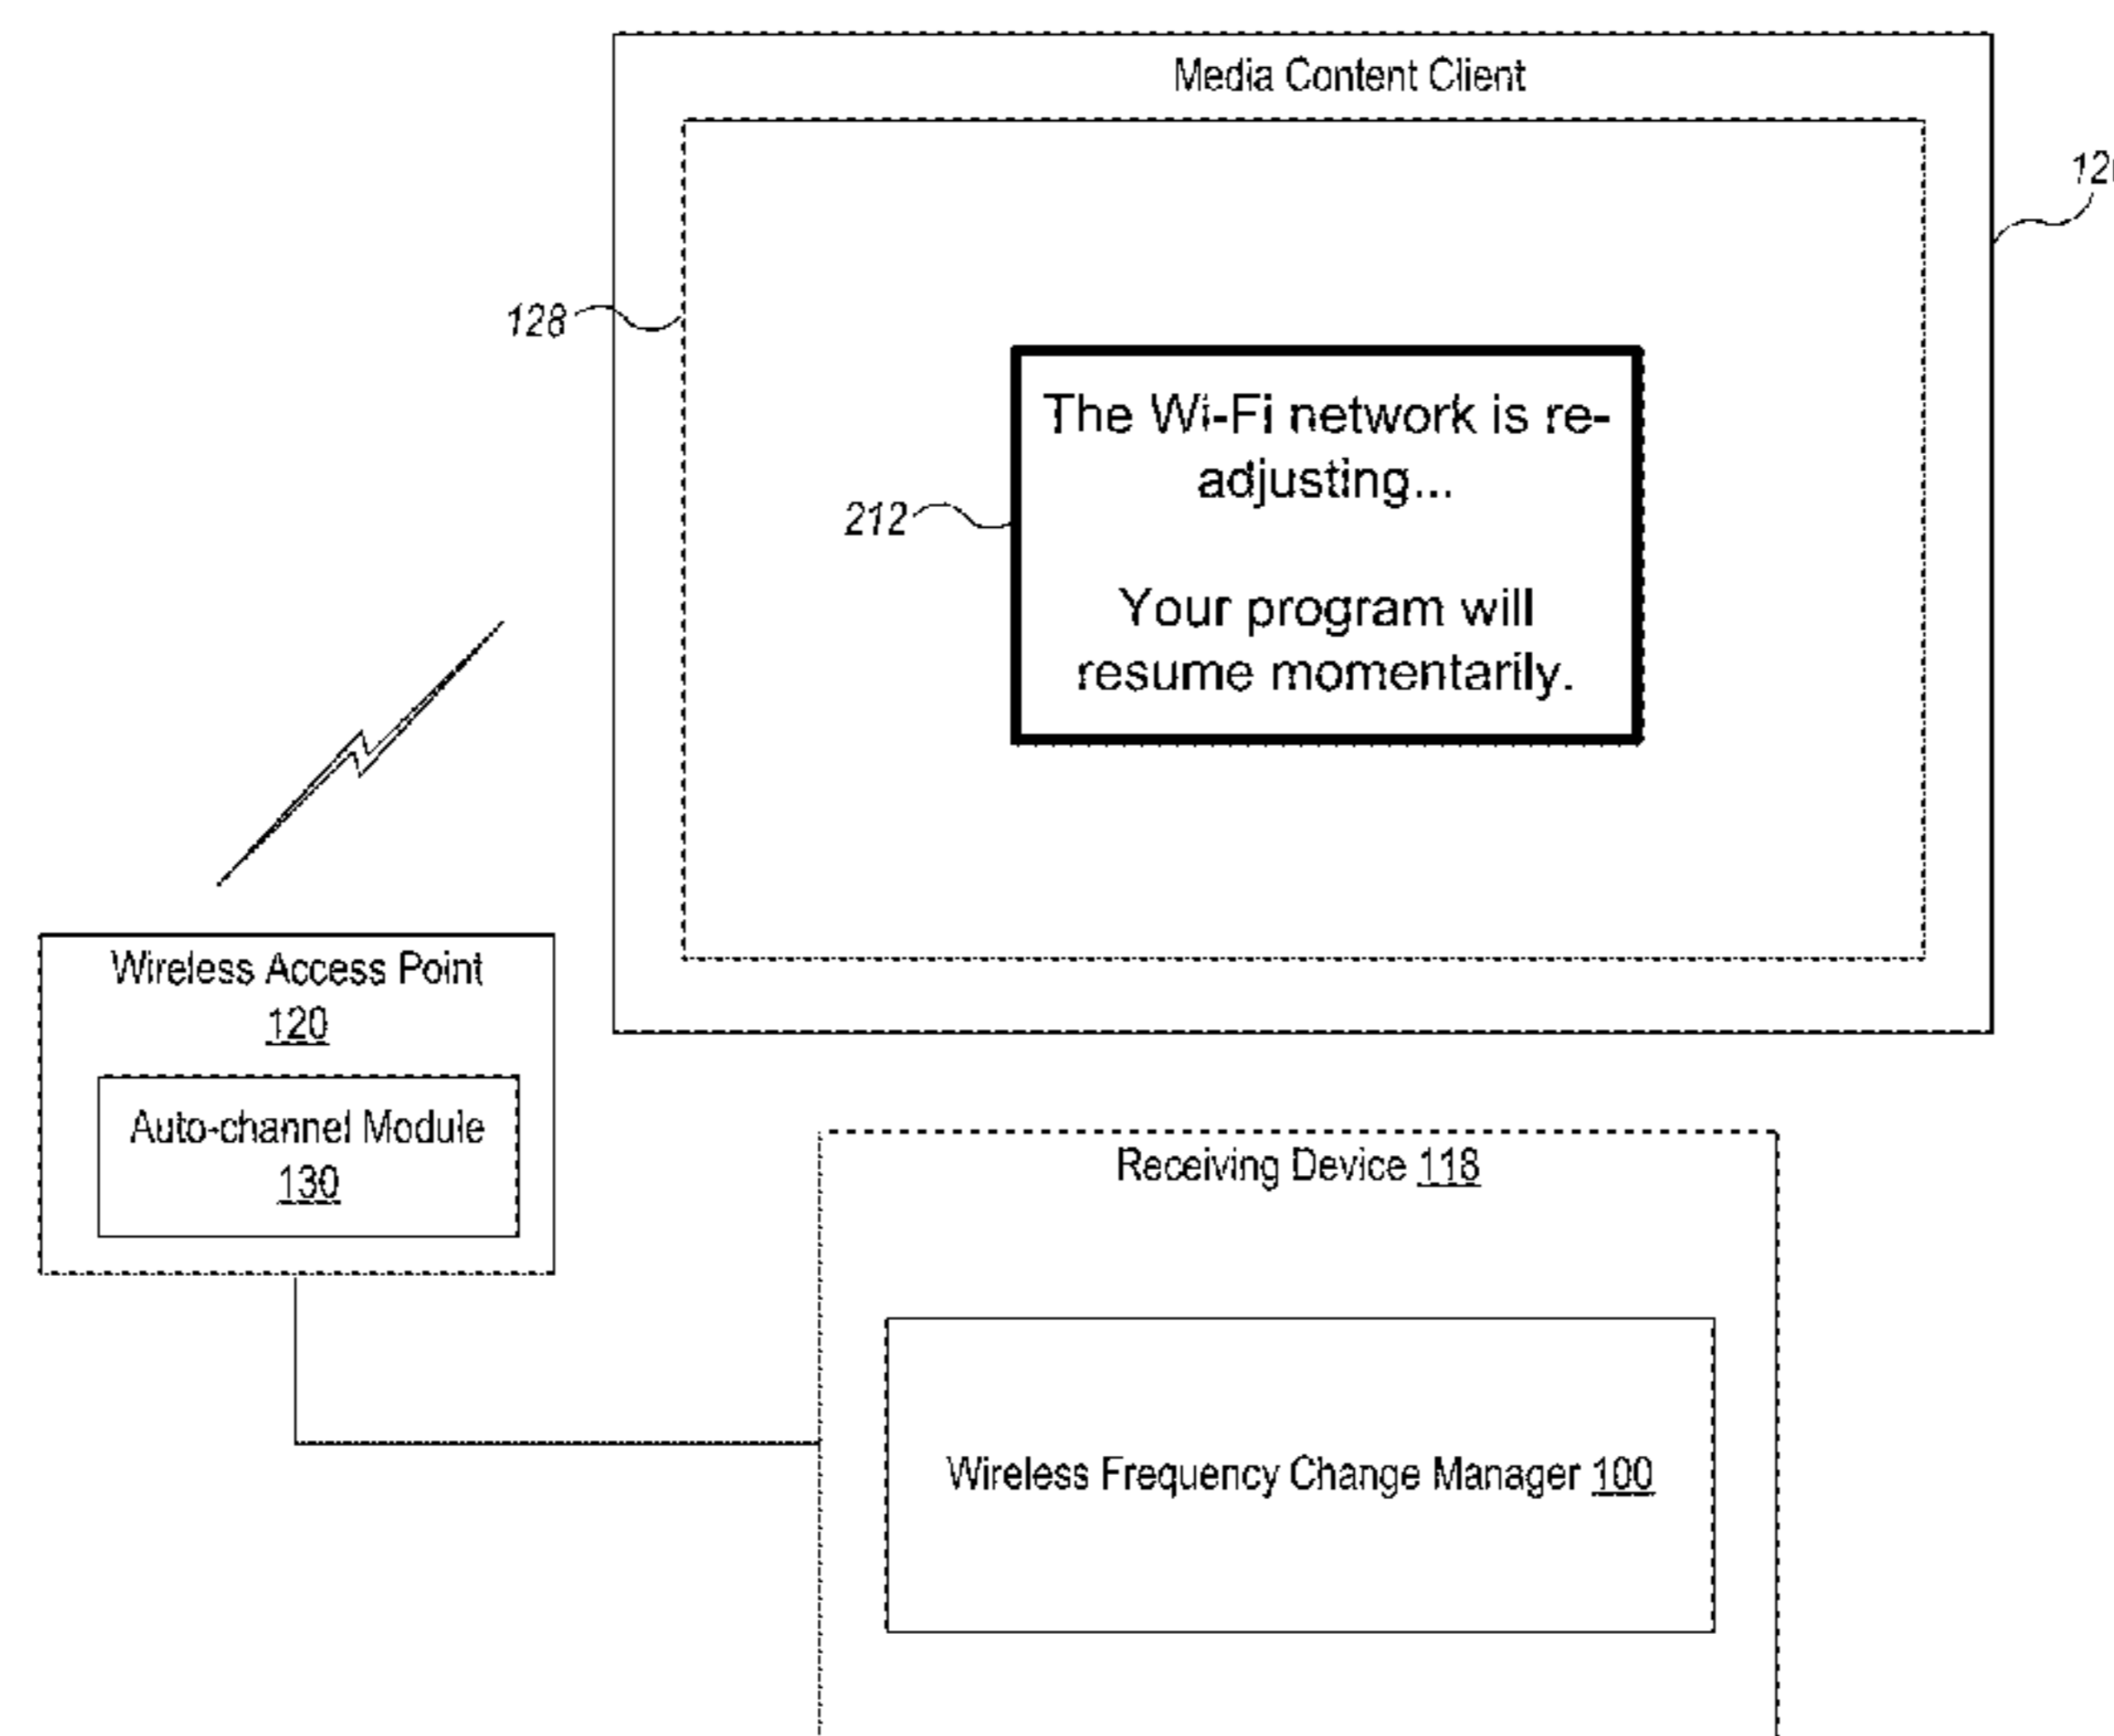 Media Content Client
128
The Wi-Fi network is re-
adjusting...
212
Your program will
resume momentarily.
Wireless Access Point
120
Auto-channel Module
130
Receiving Device 118
Wireless Frequency Change Manager 100